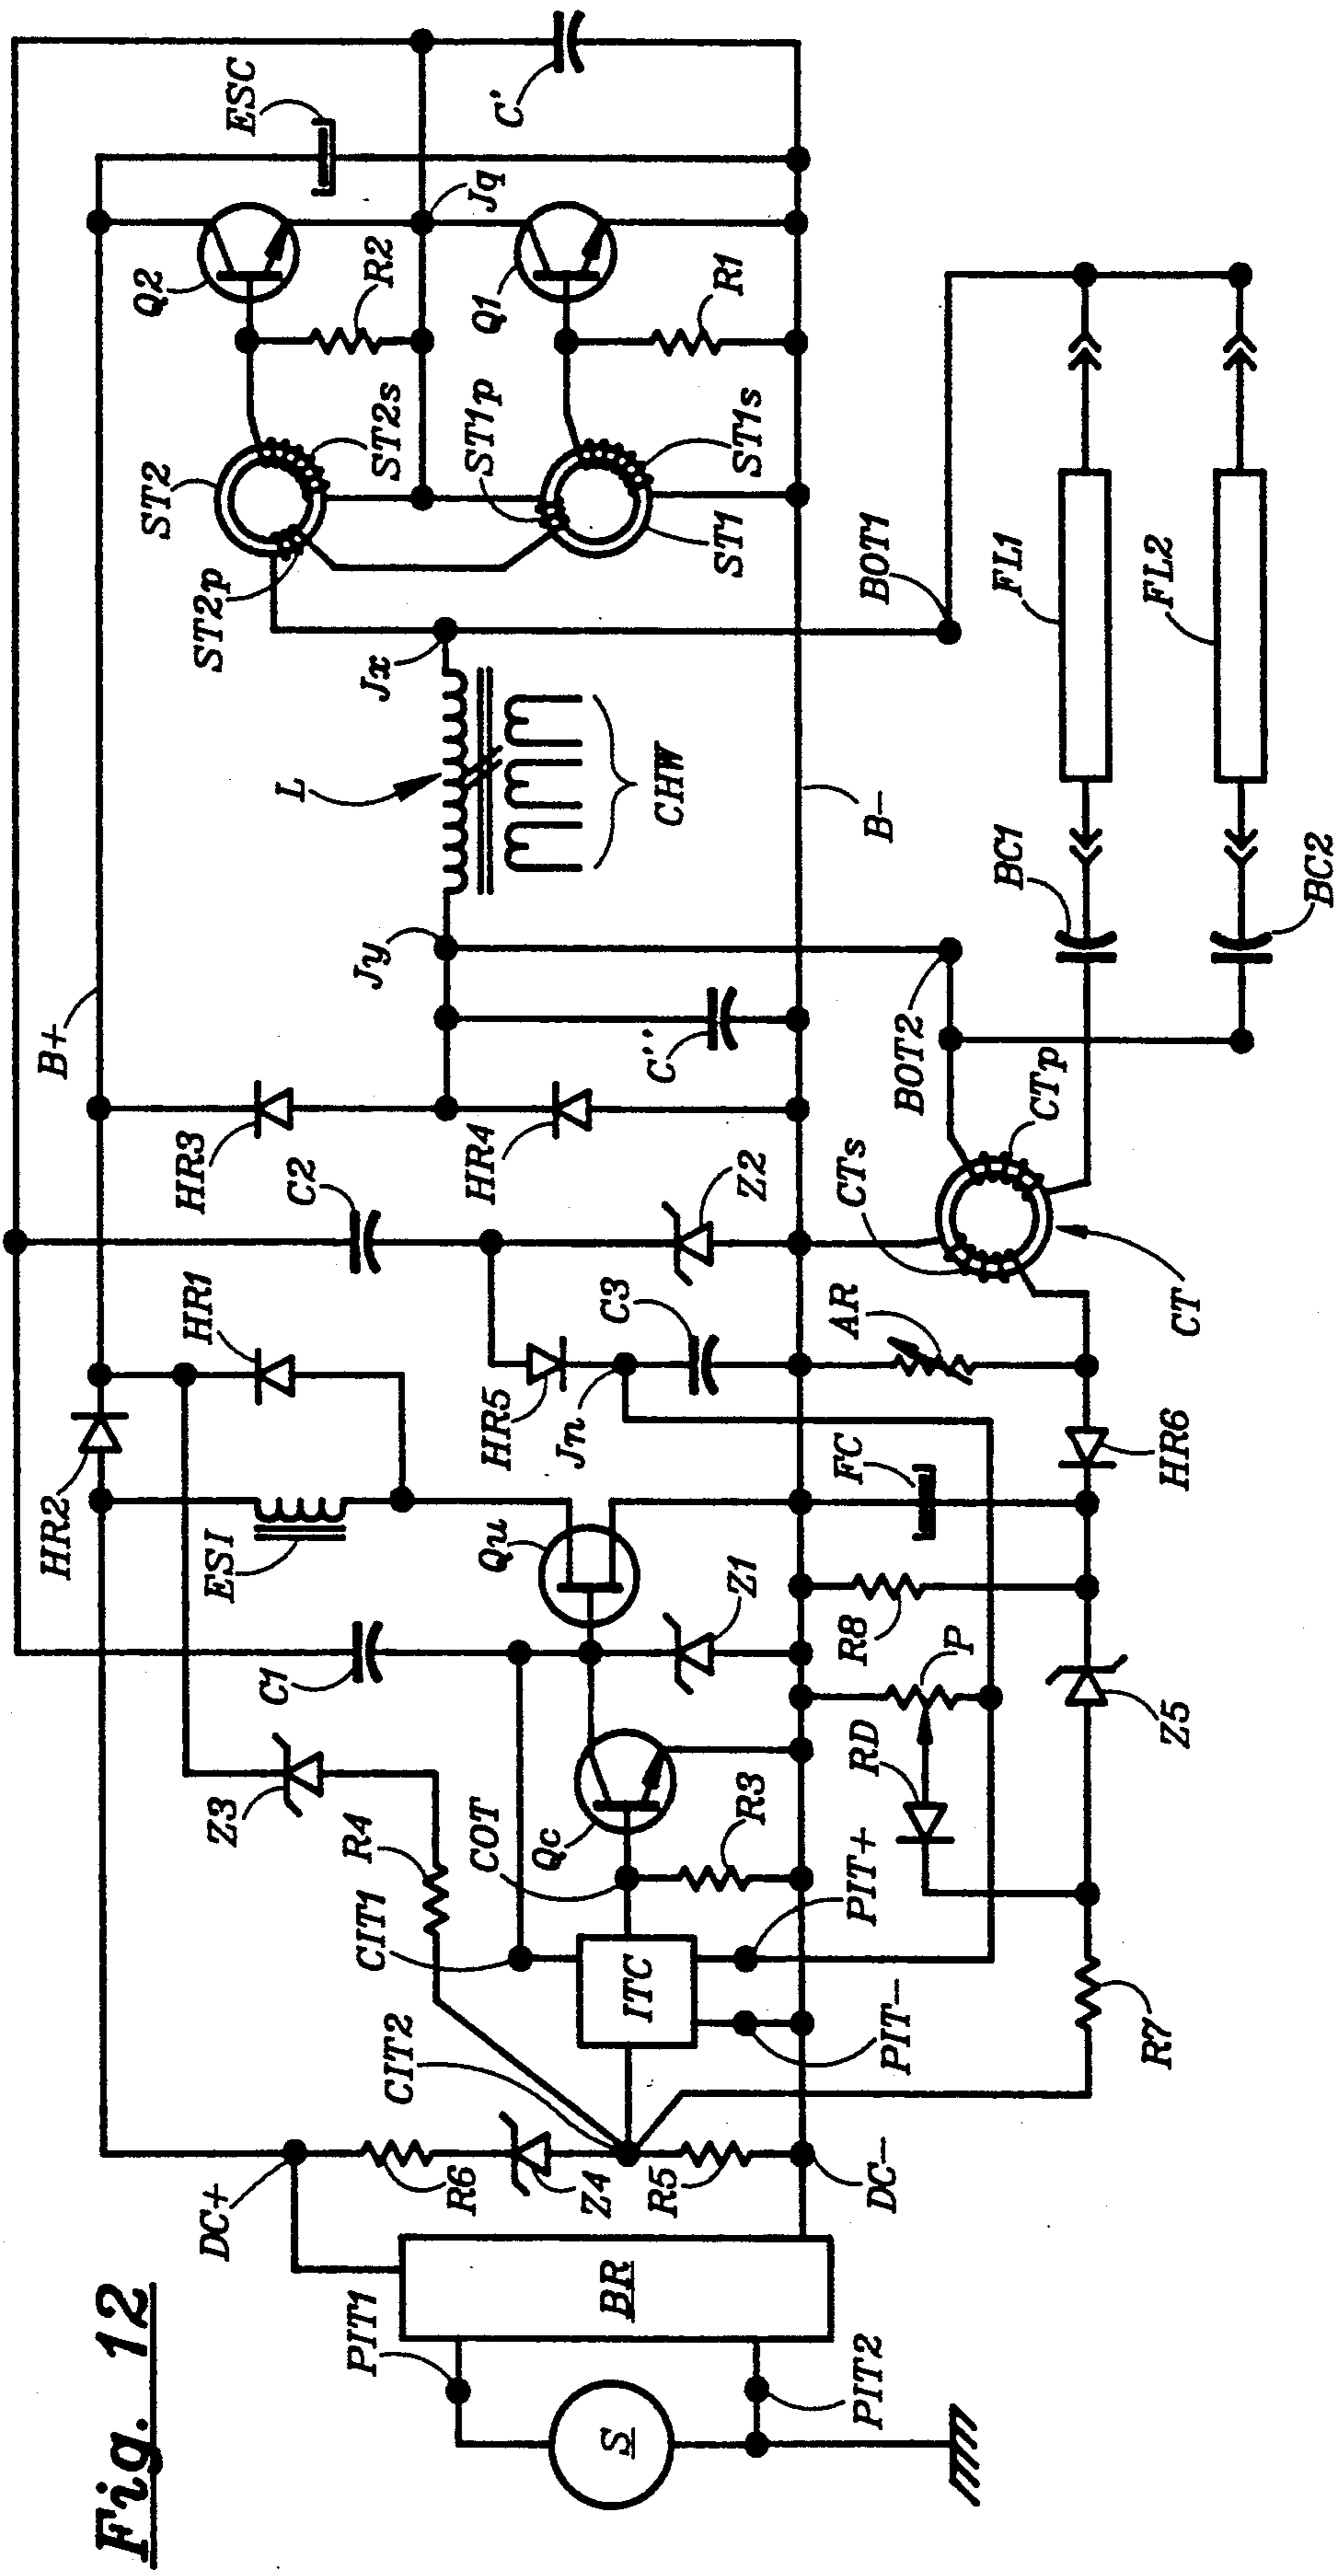 Fig. 12
S
PIT1
PIT2
BR
DC+
DC-
R6
Z4
R5
CIT2
CIT1
ITC
PIT-
PIT+
COT
R4
R3
Qc
Z3
C1
Z1
Qu
ESI
HR2
HR1
R7
RD
P
Z5
R8
FC
HR6
AR
CT
CTs
CTp
Jn
HR5
C3
C2
Z2
HR3
HR4
B+
C''
Jy
BOT2
BC1
BC2
L
CHW
B-
Jx
BOT1
FL1
FL2
ST2p
ST2
ST2s
ST1p
ST1
ST1s
Q2
R2
Q1
R1
Jq
ESC
C'